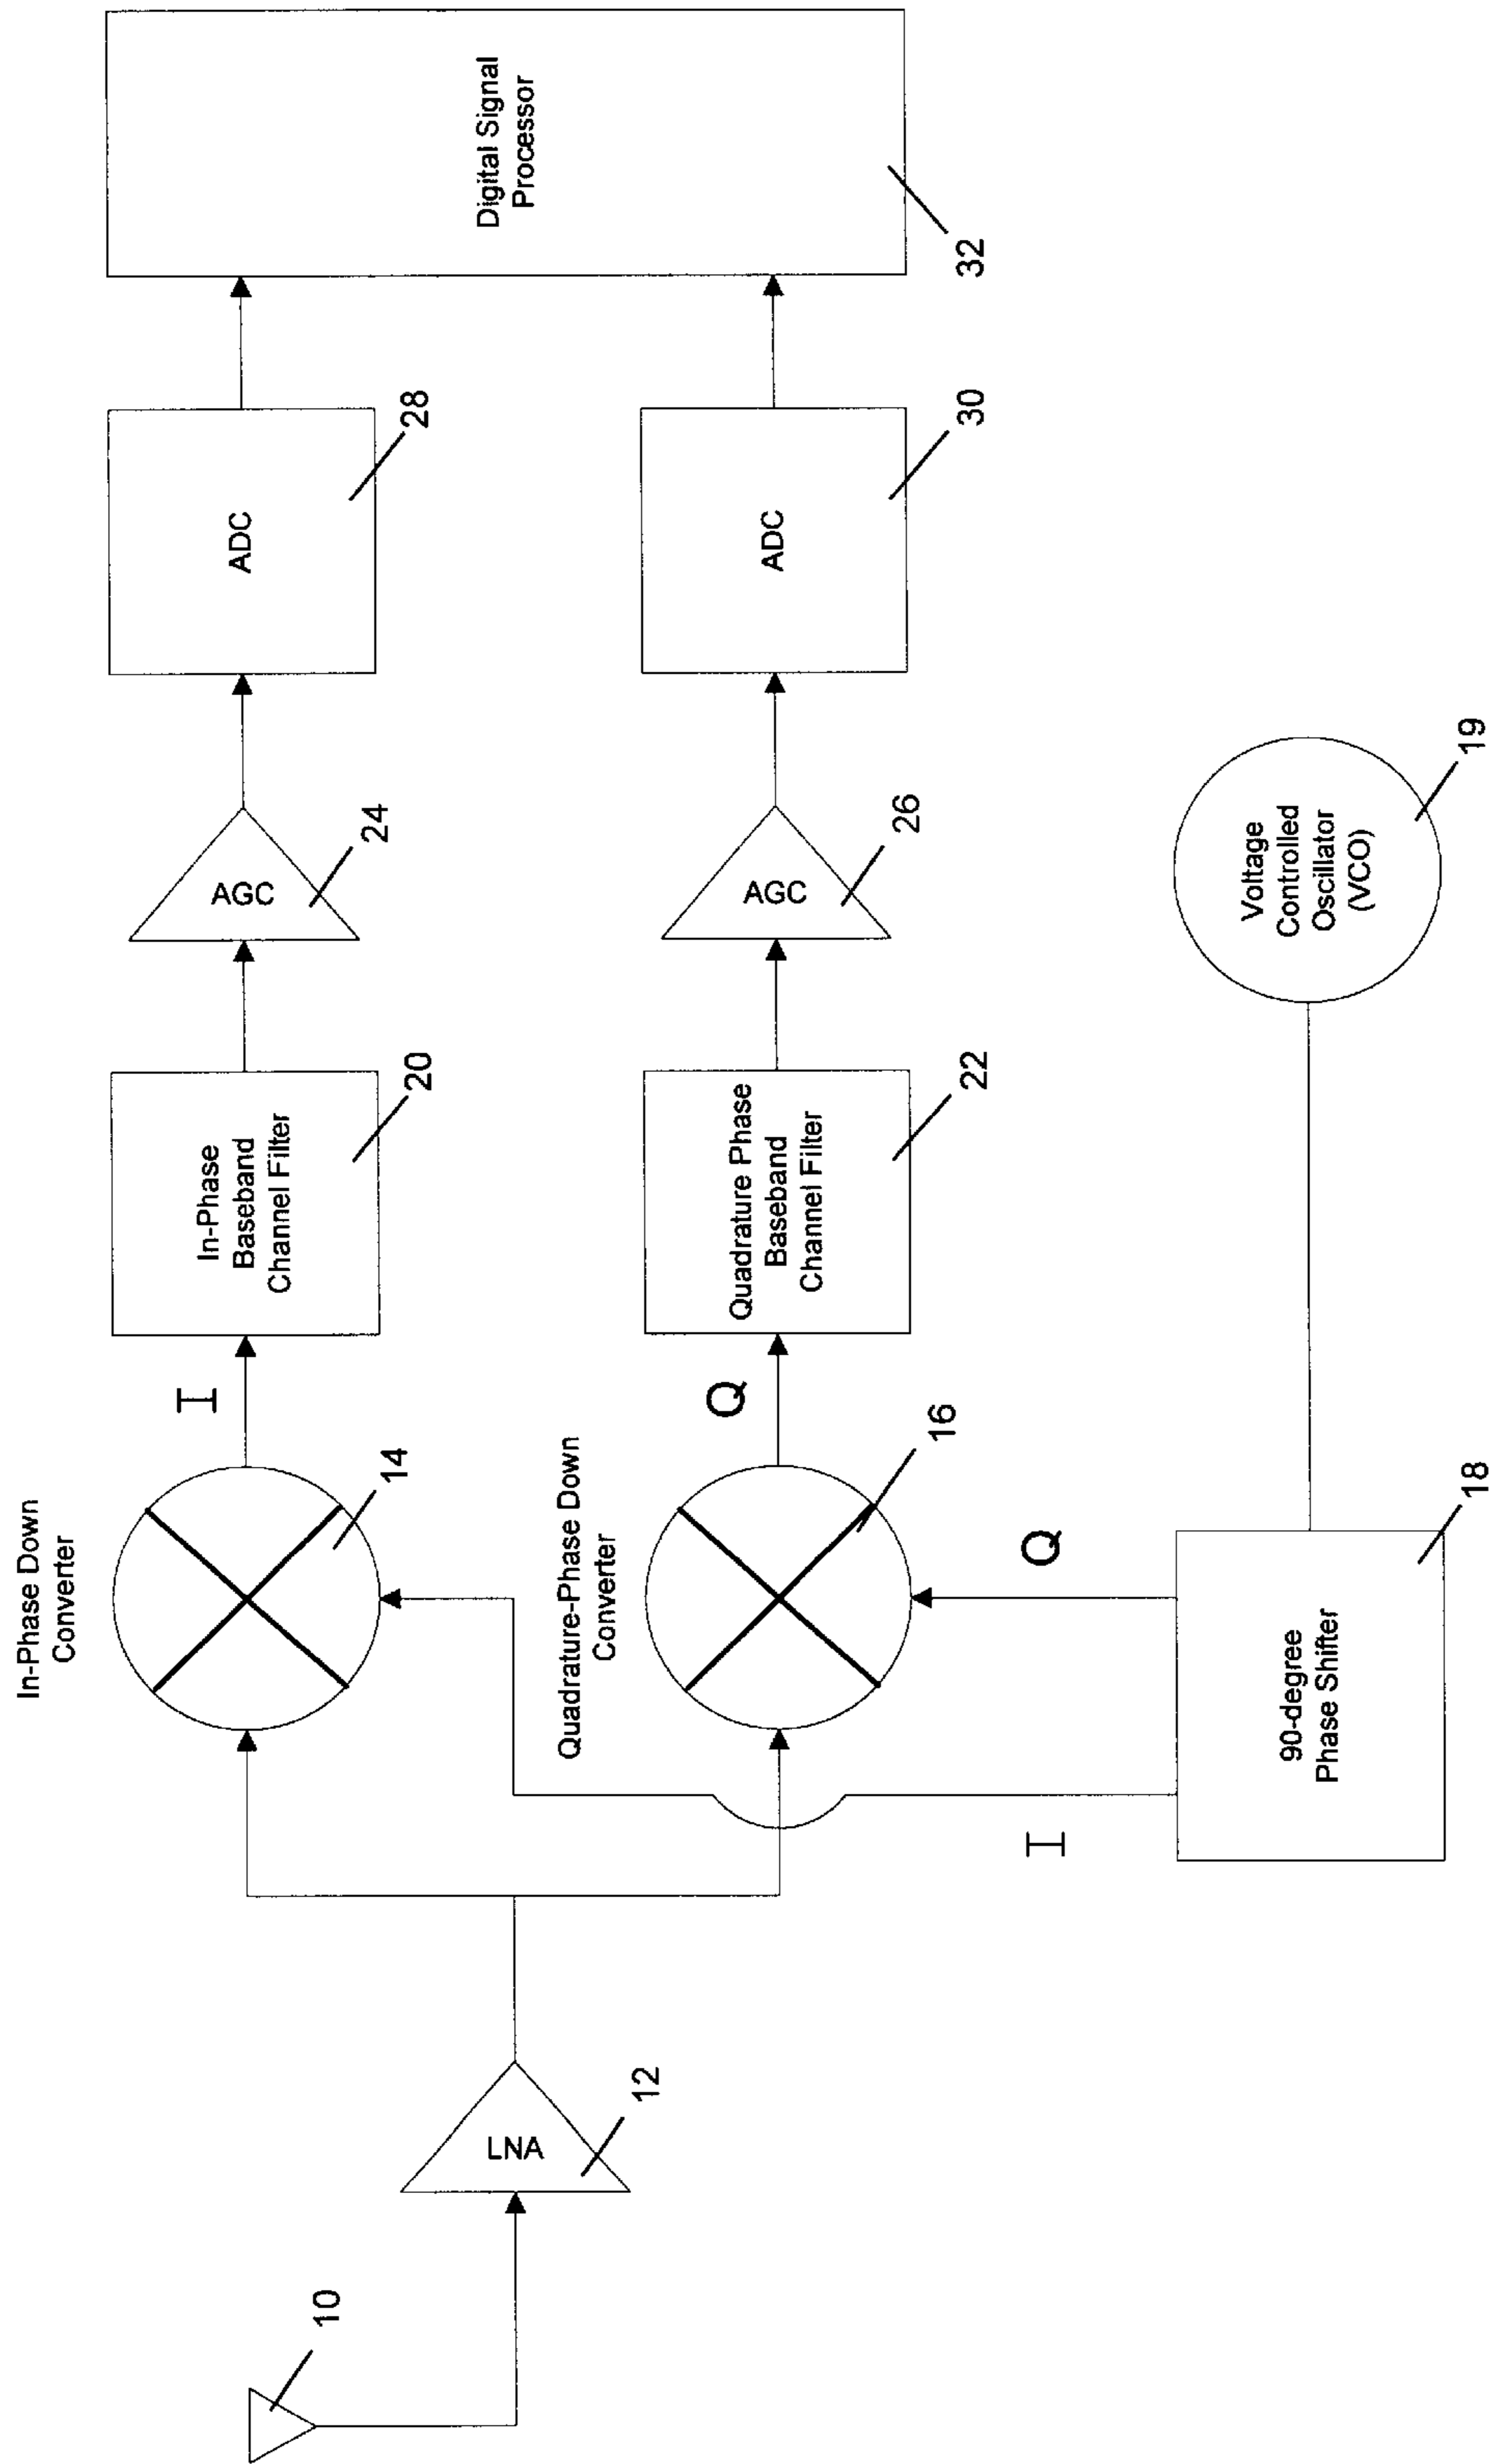 In-Phase Down
Converter
14
I
In-Phase
Baseband
Channel Filter
20
AGC
24
ADC
28
Digital Signal
Processor
32
10
LNA
12
Quadrature-Phase Down
Converter
16
Q
Quadrature Phase
Baseband
Channel Filter
22
AGC
26
ADC
30
I
Q
90-degree
Phase Shifter
18
Voltage
Controlled
Oscillator
(VCO)
19